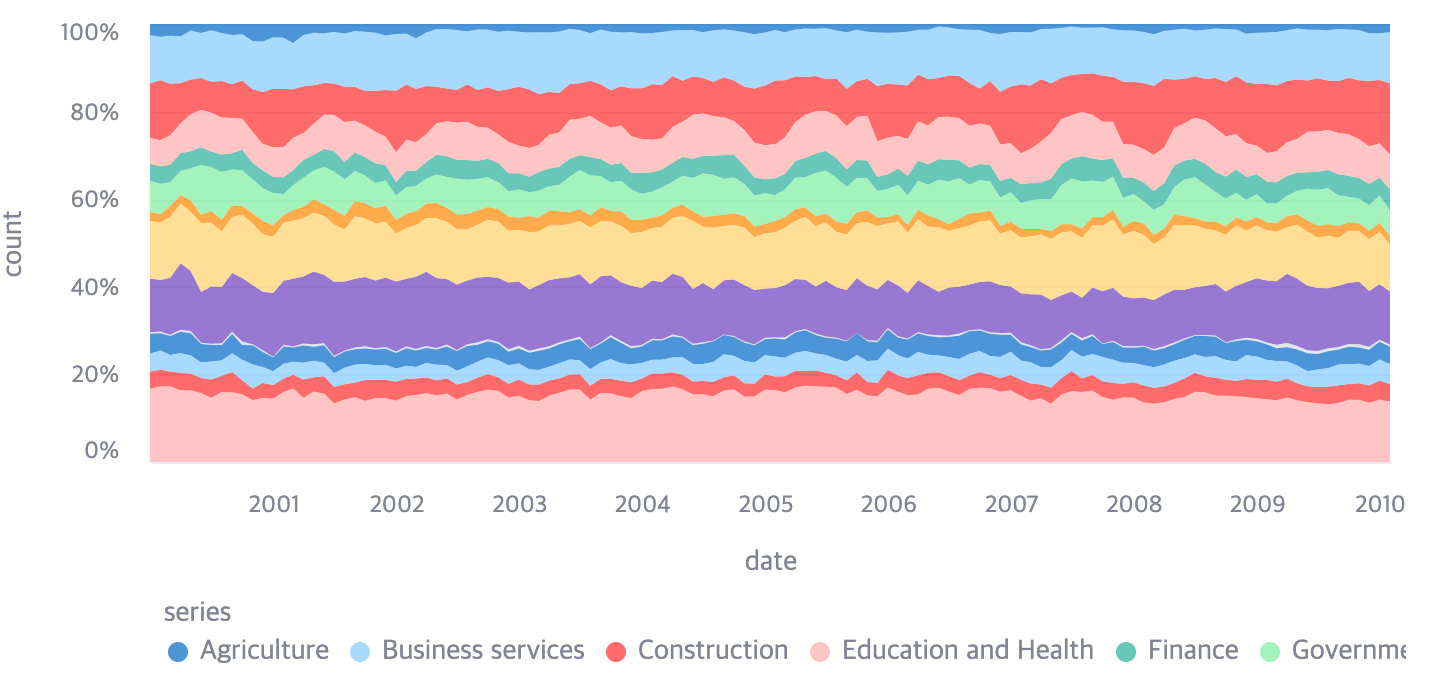 100%
80%
60%
40%
20%
0%
count
2001 2002 2003 2004 2005 2006 2007 2008 2009 2010
date
series
Agriculture Business services Construction Education and Health Finance Governme